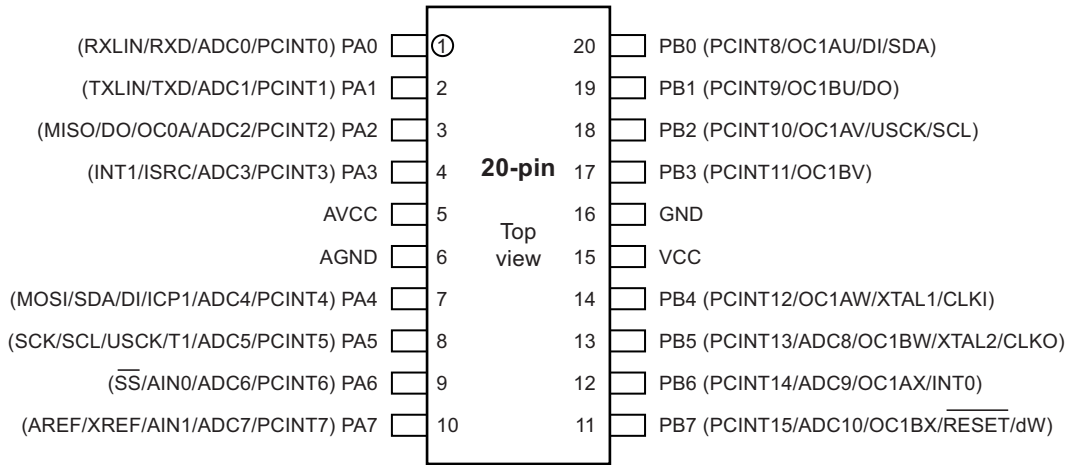 (RXLIN/RXD/ADC0/PCINT0) PA0 1 20 PB0 (PCINT8/OC1AU/DI/SDA)
(TXLIN/TXD/ADC1/PCINT1) PA1 2 19 PB1 (PCINT9/OC1BU/DO)
(MISO/DO/OC0A/ADC2/PCINT2) PA2 3 18 PB2 (PCINT10/OC1AV/USCK/SCL)
(INT1/ISRC/ADC3/PCINT3) PA3 4 20-pin 17 PB3 (PCINT11/OC1BV)
AVCC 5 16 GND
Top
AGND 6 view 15 VCC
(MOSI/SDA/DI/ICP1/ADC4/PCINT4) PA4 7 14 PB4 (PCINT12/OC1AW/XTAL1/CLKI)
(SCK/SCL/USCK/T1/ADC5/PCINT5) PA5 8 13 PB5 (PCINT13/ADC8/OC1BW/XTAL2/CLKO)
(S̅S̅/AIN0/ADC6/PCINT6) PA6 9 12 PB6 (PCINT14/ADC9/OC1AX/INT0)
(AREF/XREF/AIN1/ADC7/PCINT7) PA7 10 11 PB7 (PCINT15/ADC10/OC1BX/R̅E̅S̅E̅T̅/dW)